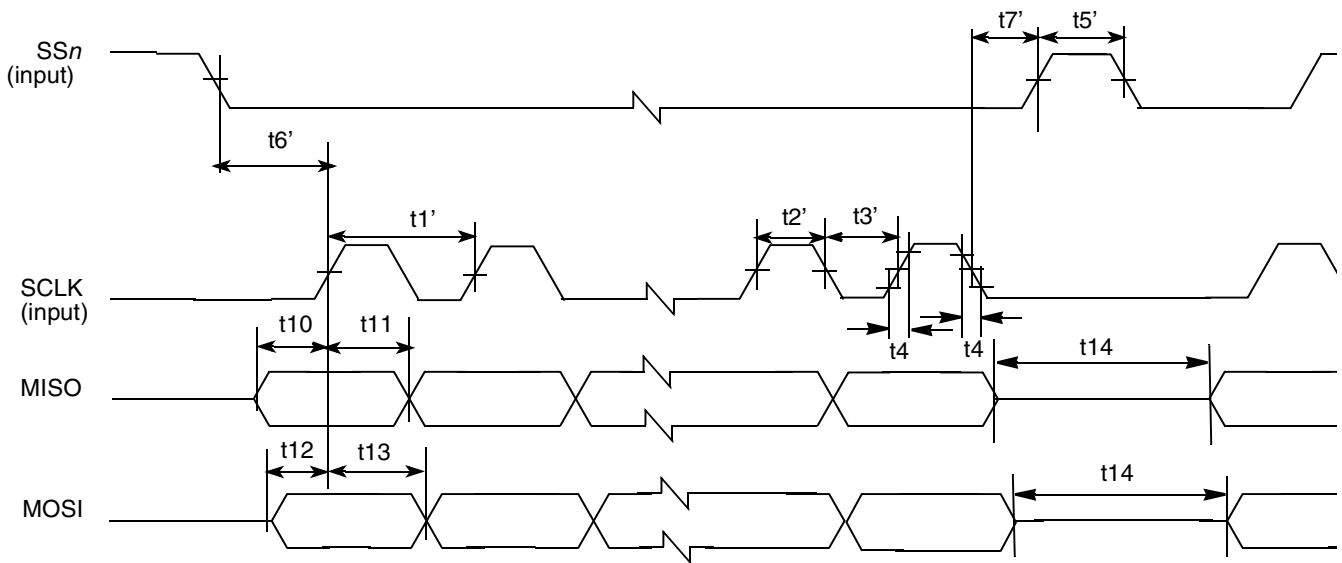 t7’ t5’
SSn
(input)
t6’
t1’ t2’ t3’
SCLK
(input)
t10 t11 t4 t4 t14
MISO
t12 t13 t14
MOSI